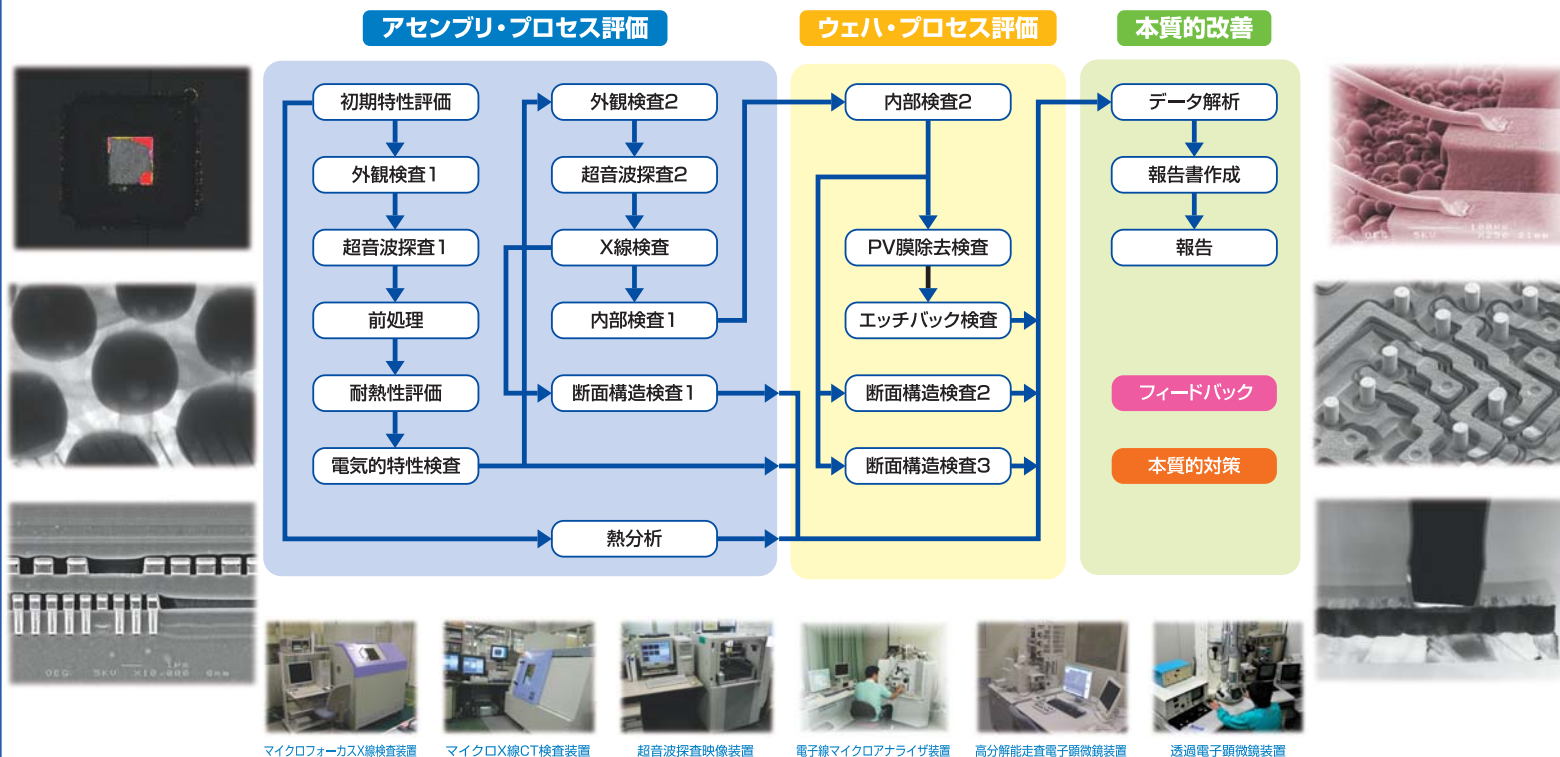 アセンブリ・プロセス評価
ウェハ・プロセス評価
本質的改善
初期特性評価
外観検査1
超音波探査1
前処理
耐熱性評価
電気的特性検査
外観検査2
超音波探査2
X線検査
内部検査1
断面構造検査1
熱分析
内部検査2
PV膜除去検査
エッチバック検査
断面構造検査2
断面構造検査3
データ解析
報告書作成
報告
フィードバック
本質的対策
OEG 5KV X10,000 1μm 0mm
OEG 5KV 100μm X250 21mm
マイクロフォーカスX線検査装置
マイクロX線CT検査装置
超音波探査映像装置
電子線マイクロアナライザ装置
高分解能走査電子顕微鏡装置
透過電子顕微鏡装置